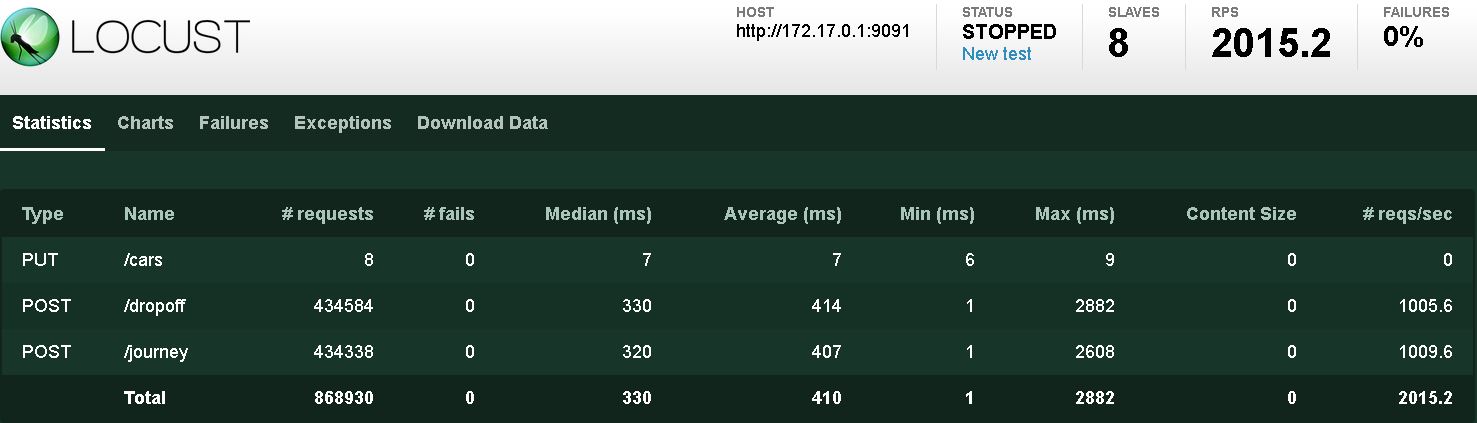 LOCUST
HOST STATUS SLAVES RPS FAILURES
http://172.17.0.1:9091 STOPPED 8 2015.2 0%
New test
Statistics Charts Failures Exceptions Download Data
Type Name # requests # fails Median (ms) Average (ms) Min (ms) Max (ms) Content Size # reqs/sec
PUT /cars 8 0 7 7 6 9 0 0
POST /dropoff 434584 0 330 414 1 2882 0 1005.6
POST /journey 434338 0 320 407 1 2608 0 1009.6
Total 868930 0 330 410 1 2882 0 2015.2